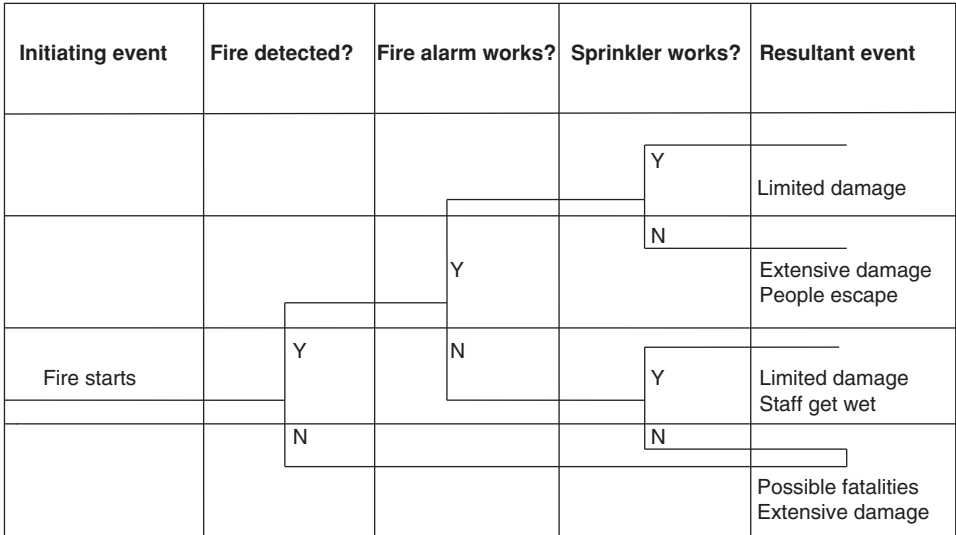 Initiating event
Fire detected?
Fire alarm works?
Sprinkler works?
Resultant event
Y
Limited damage
N
Y
Extensive damage
People escape
Y
N
Fire starts
Y
Limited damage
Staff get wet
N
N
Possible fatalities
Extensive damage